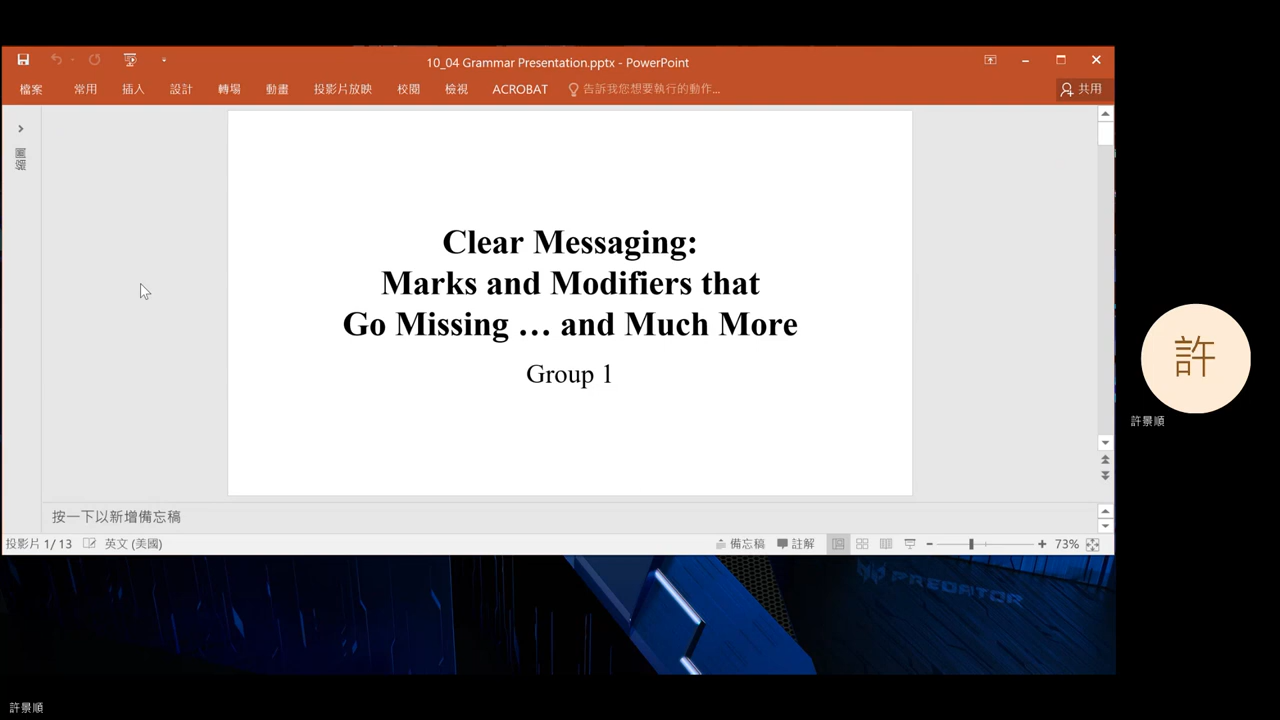 10_04 Grammar Presentation.pptx - PowerPoint
檔案 常用 插入 設計 轉場 動畫 投影片放映 校閱 檢視 ACROBAT 告訴我您想要執行的動作... 共用
圖
Clear Messaging:
Marks and Modifiers that
Go Missing … and Much More
Group 1
按一下以新增備忘稿
投影片 1/ 13 英文 (美國) 備忘稿 註解 73%
PREDATOR
許
許景順
許景順